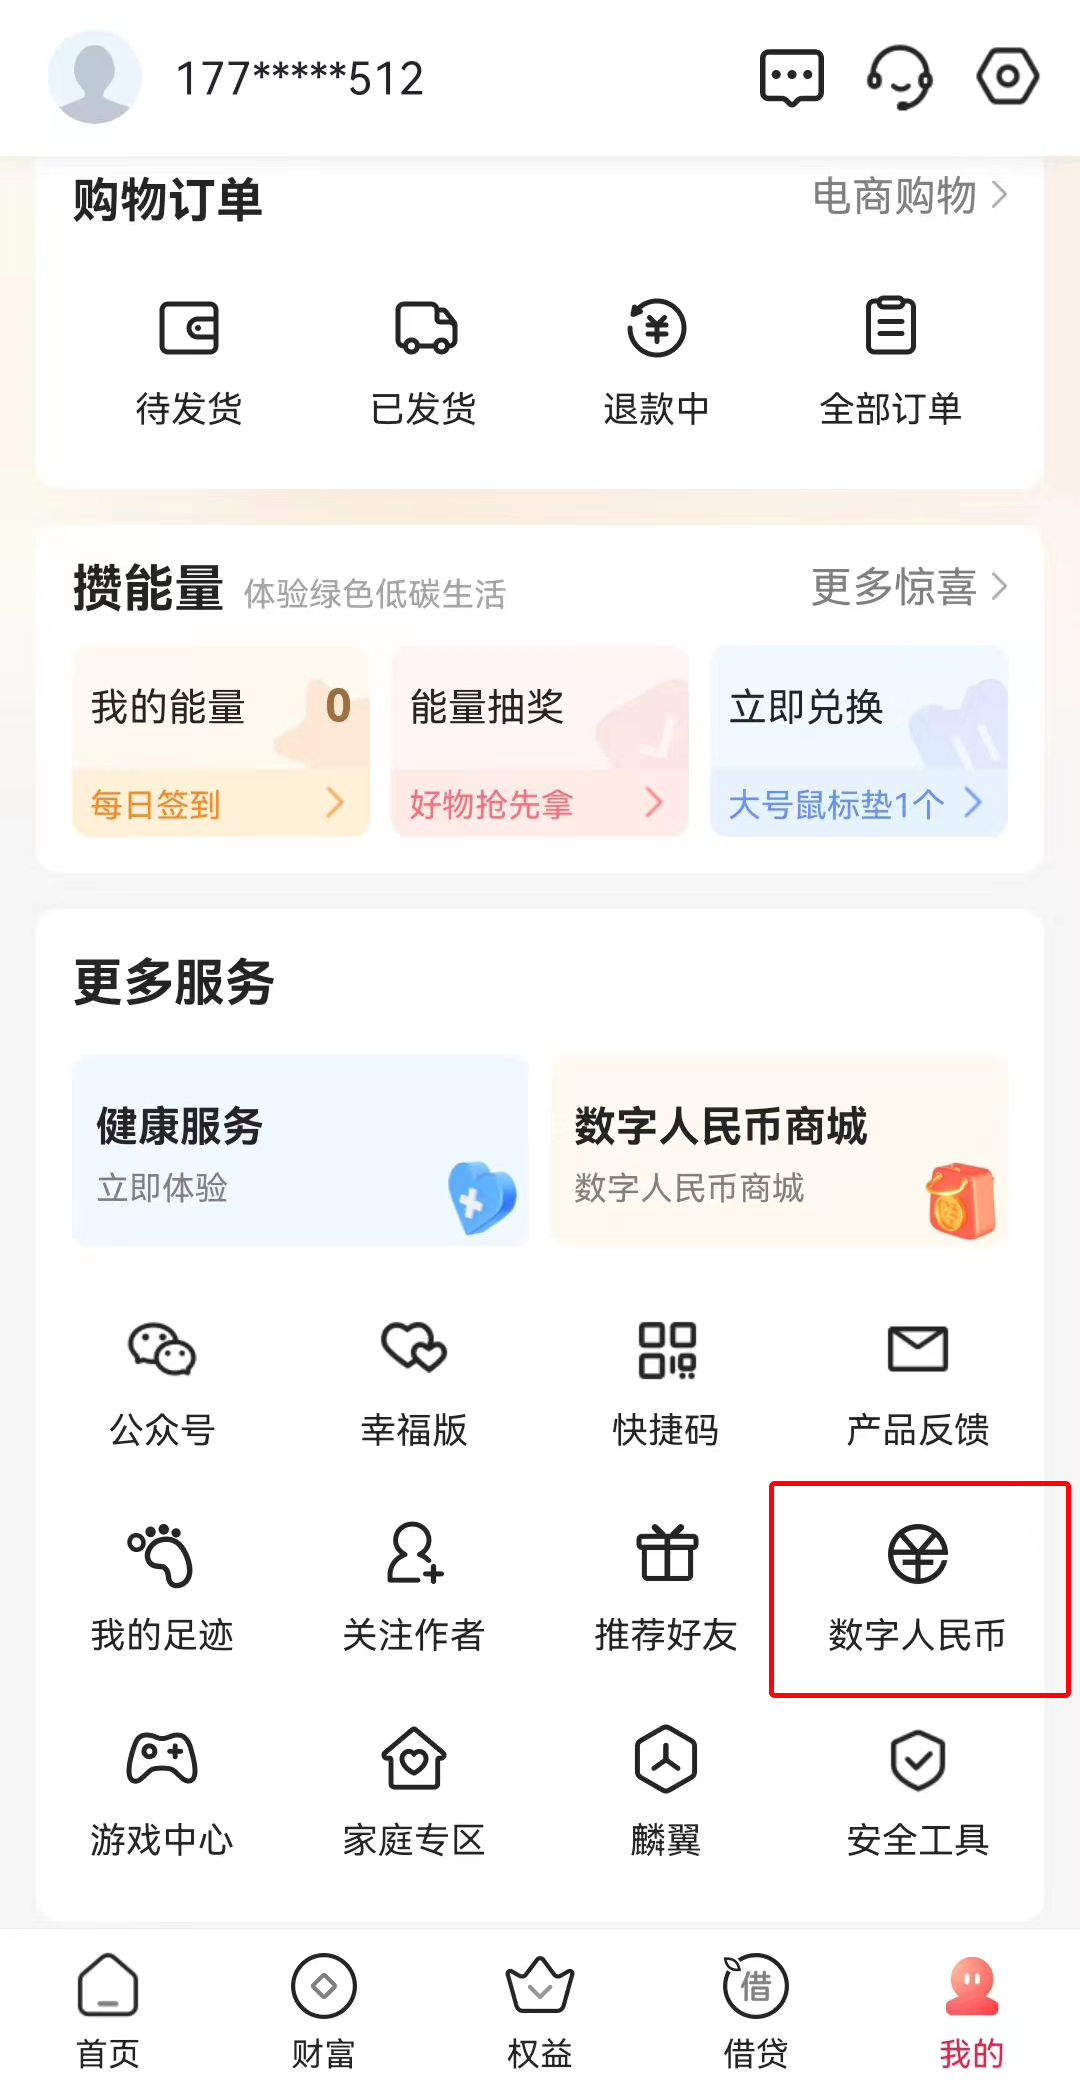 177*****512
购物订单
电商购物
待发货
已发货
退款中
全部订单
攒能量 体验绿色低碳生活
更多惊喜
我的能量 0
每日签到
能量抽奖
好物抢先拿
立即兑换
大号鼠标垫1个
更多服务
健康服务
立即体验
数字人民币商城
数字人民币商城
公众号
幸福版
快捷码
产品反馈
我的足迹
关注作者
推荐好友
数字人民币
游戏中心
家庭专区
麟翼
安全工具
首页
财富
权益
借
借贷
我的